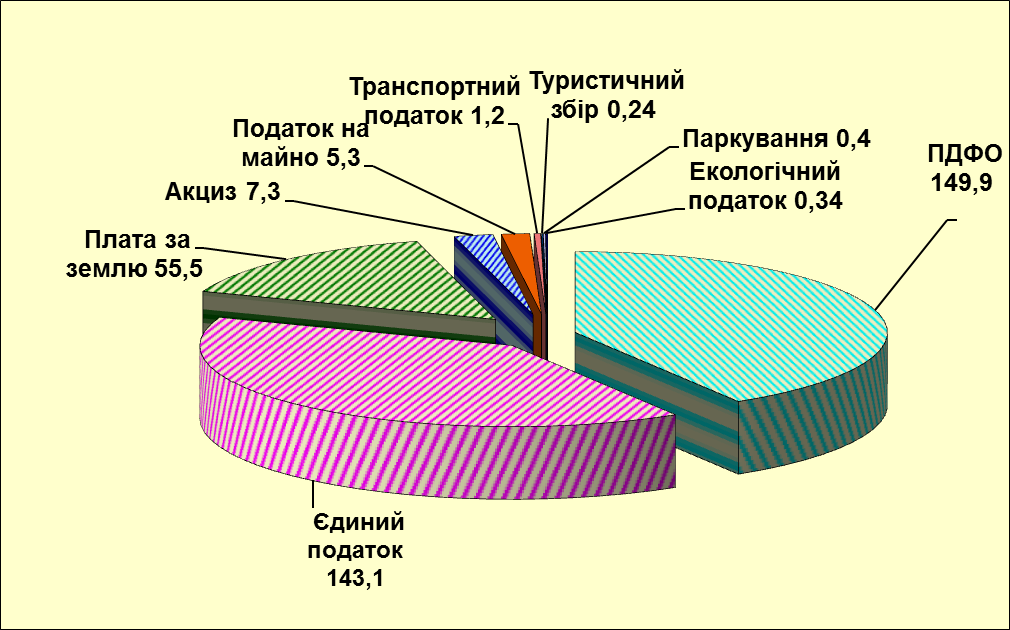 Транспортний
податок 1,2
Туристичний
збір 0,24
Податок на
майно 5,3
Паркування 0,4
ПДФО
149,9
Екологічний
податок 0,34
Акциз 7,3
Плата за
землю 55,5
Єдиний
податок
143,1